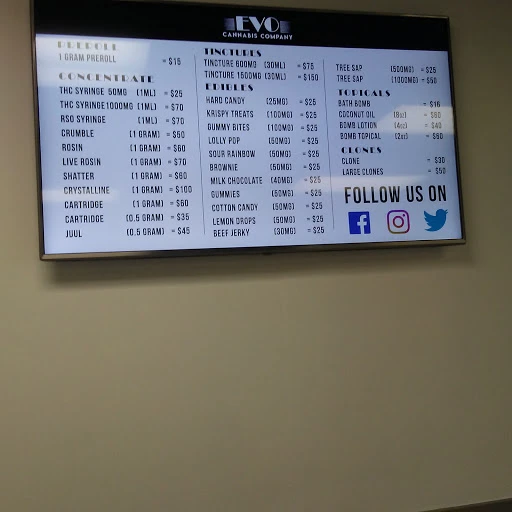 EVO
CANNABIS COMPANY
PREROLL
1 GRAM PREROLL = $15
CONCENTRATE
THC SYRINGE 50MG (1ML) = $25
THC SYRINGE 1000MG (1ML) = $70
RSO SYRINGE (1ML) = $70
CRUMBLE (1 GRAM) = $50
ROSIN (1 GRAM) = $60
LIVE ROSIN (1 GRAM) = $70
SHATTER (1 GRAM) = $60
CRYSTALLINE (1 GRAM) = $100
CARTRIDGE (1 GRAM) = $60
CARTRIDGE (0.5 GRAM) = $35
JUUL (0.5 GRAM) = $45
TINCTURES
TINCTURE 600MG (30ML) = $75
TINCTURE 1500MG (30ML) = $150
EDIBLES
HARD CANDY (25MG) = $25
KRISPY TREATS (100MG) = $25
GUMMY BITES (100MG) = $25
LOLLY POP (50MG) = $25
SOUR RAINBOW (50MG) = $25
BROWNIE (50MG) = $25
MILK CHOCOLATE (40MG) = $25
GUMMIES (50MG) = $25
COTTON CANDY (50MG) = $25
LEMON DROPS (50MG) = $25
BEEF JERKY (30MG) = $25
TREE SAP (500MG) = $25
TREE SAP (1000MG) = $50
TOPICALS
BATH BOMB = $16
COCONUT OIL (8oz) = $80
BOMB LOTION (4oz) = $40
BOMB TOPICAL (2oz) = $60
CLONES
CLONE = $30
LARGE CLONES = $50
FOLLOW US ON